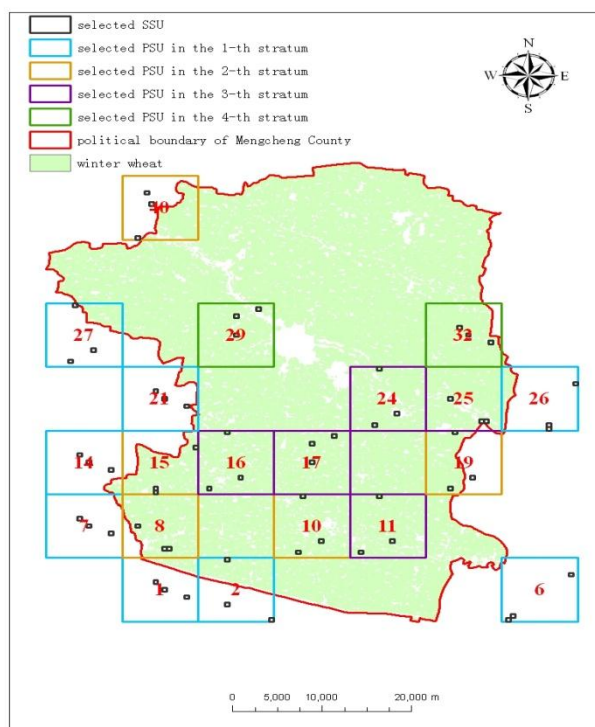 selected SSU
selected PSU in the 1-th stratum
selected PSU in the 2-th stratum
selected PSU in the 3-th stratum
selected PSU in the 4-th stratum
political boundary of Mengcheng County
winter wheat
N
W E
S
40
27 29 32
21 24 25 26
14 15 16 17 19
7 8 10 11
1 2 6
0 5,000 10,000 20,000 m